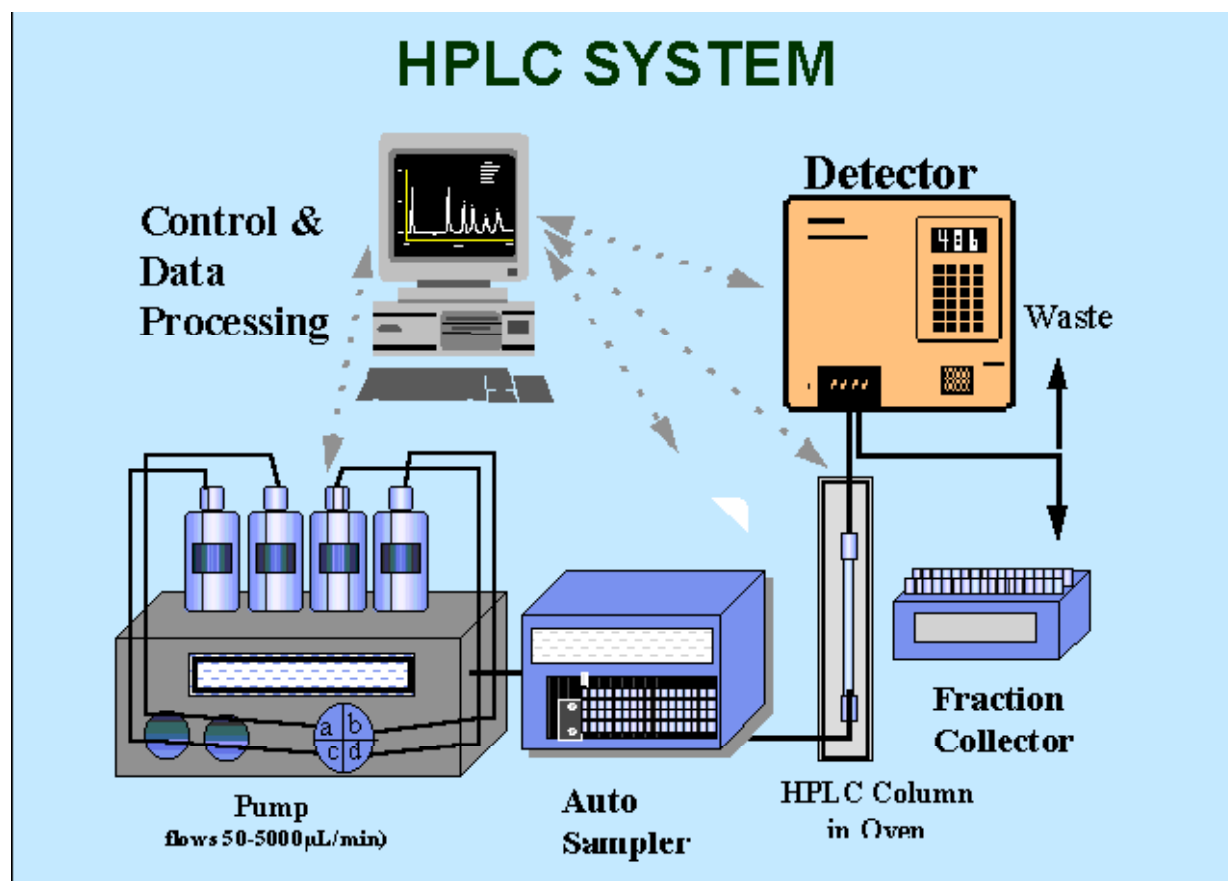 HPLC SYSTEM
Control &
Data
Processing
Detector
486
Waste
a b
c d
Pump
flows 50-5000µL/min)
Auto
Sampler
HPLC Column
in Oven
Fraction
Collector